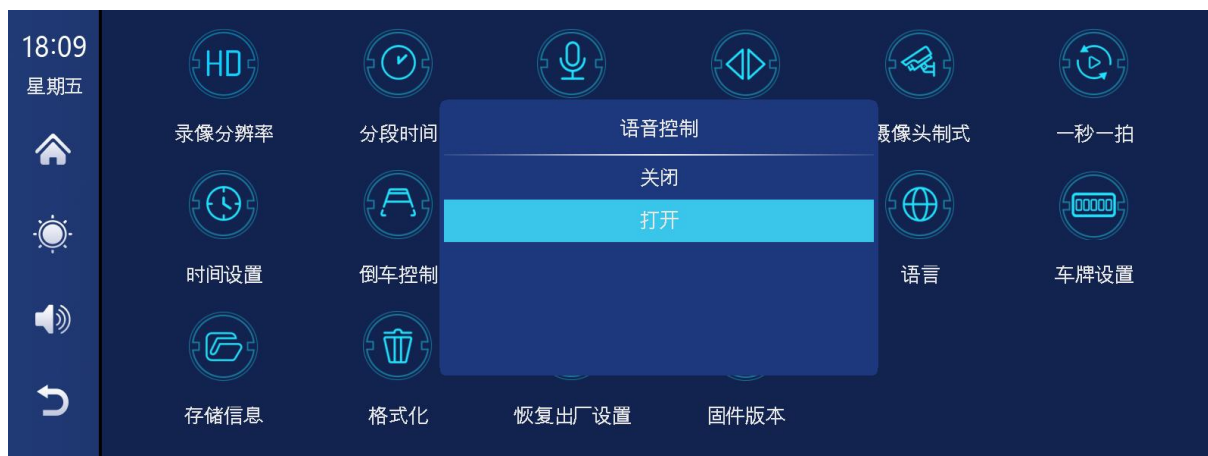 18:09
星期五
HD
录像分辨率
分段时间
语音控制
摄像头制式
一秒一拍
关闭
打开
00000
时间设置
倒车控制
语言
车牌设置
存储信息
格式化
恢复出厂设置
固件版本